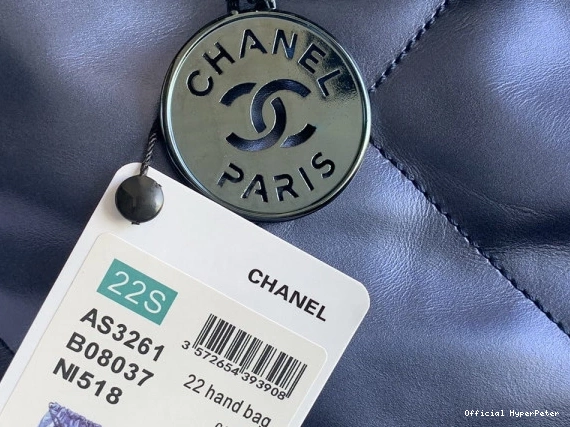 CHANEL
PARIS
CHANEL
22S
AS3261
B08037
NI518
3 572654 393908
22 hand bag
Official HyperPeter